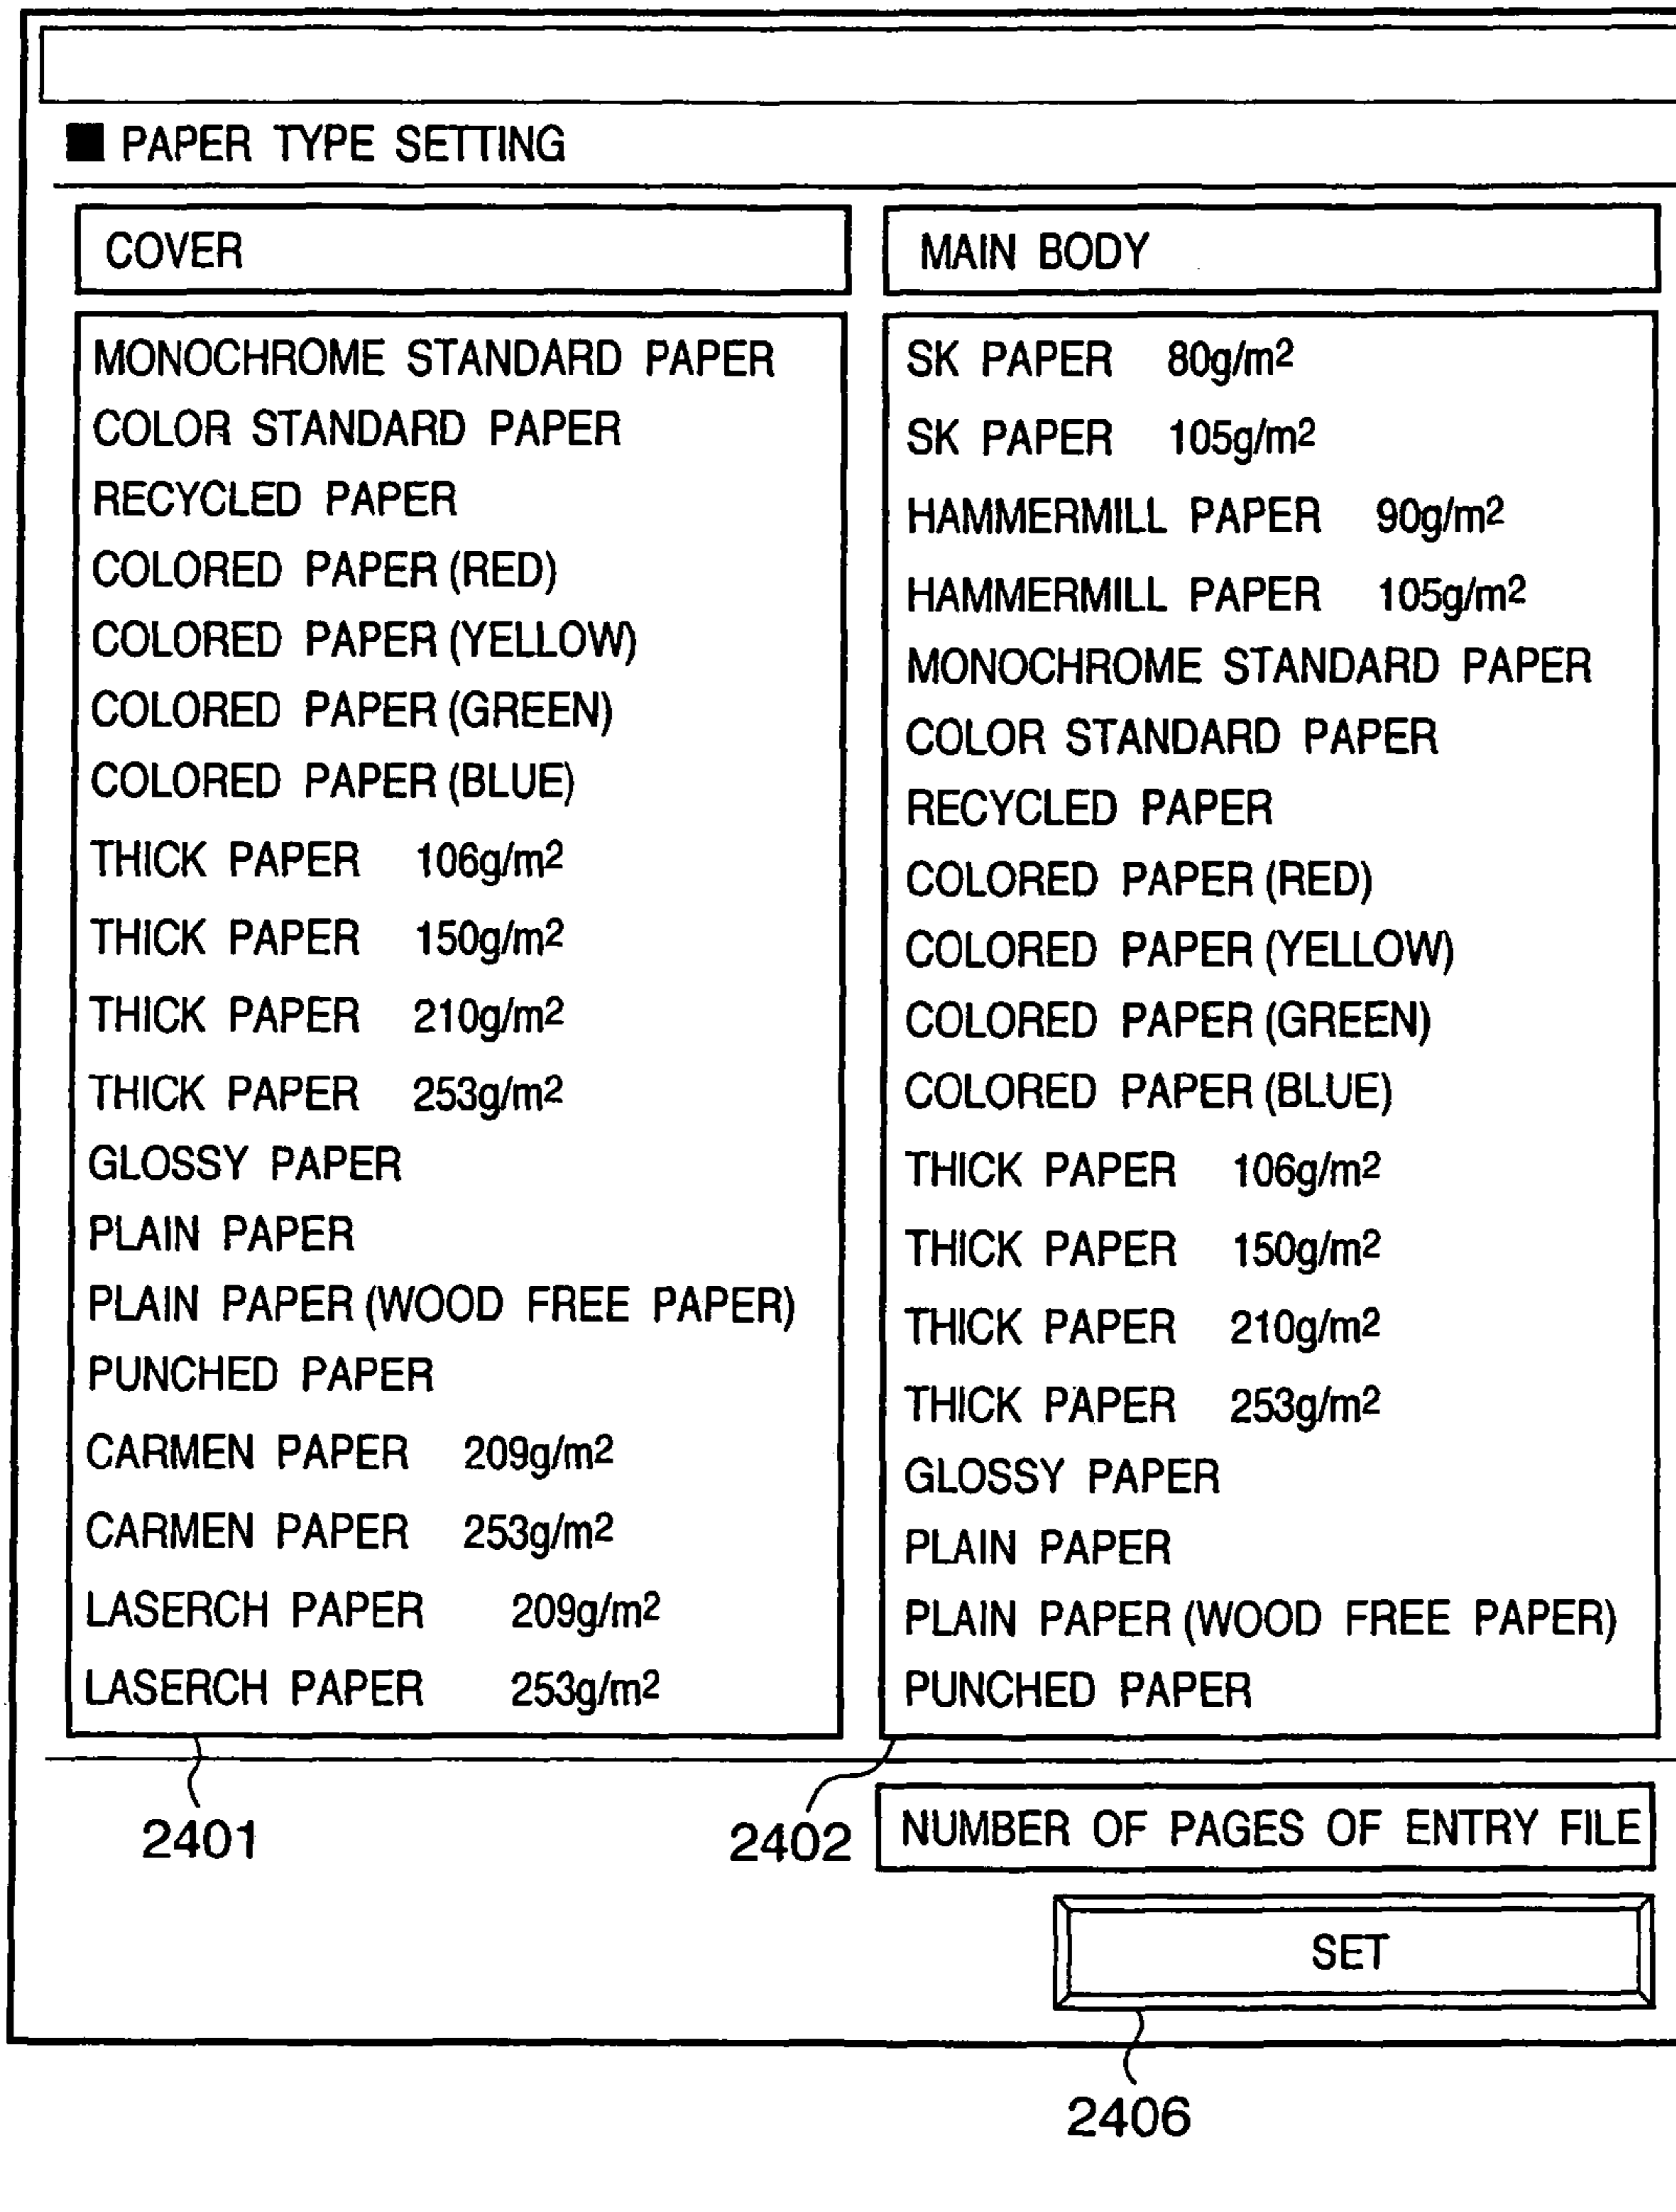 ■ PAPER TYPE SETTING
COVER
MONOCHROME STANDARD PAPER
COLOR STANDARD PAPER
RECYCLED PAPER
COLORED PAPER (RED)
COLORED PAPER (YELLOW)
COLORED PAPER (GREEN)
COLORED PAPER (BLUE)
THICK PAPER 106g/m2
THICK PAPER 150g/m2
THICK PAPER 210g/m2
THICK PAPER 253g/m2
GLOSSY PAPER
PLAIN PAPER
PLAIN PAPER (WOOD FREE PAPER)
PUNCHED PAPER
CARMEN PAPER 209g/m2
CARMEN PAPER 253g/m2
LASERCH PAPER 209g/m2
LASERCH PAPER 253g/m2
2401
MAIN BODY
SK PAPER 80g/m2
SK PAPER 105g/m2
HAMMERMILL PAPER 90g/m2
HAMMERMILL PAPER 105g/m2
MONOCHROME STANDARD PAPER
COLOR STANDARD PAPER
RECYCLED PAPER
COLORED PAPER (RED)
COLORED PAPER (YELLOW)
COLORED PAPER (GREEN)
COLORED PAPER (BLUE)
THICK PAPER 106g/m2
THICK PAPER 150g/m2
THICK PAPER 210g/m2
THICK PAPER 253g/m2
GLOSSY PAPER
PLAIN PAPER
PLAIN PAPER (WOOD FREE PAPER)
PUNCHED PAPER
2402
NUMBER OF PAGES OF ENTRY FILE
SET
2406